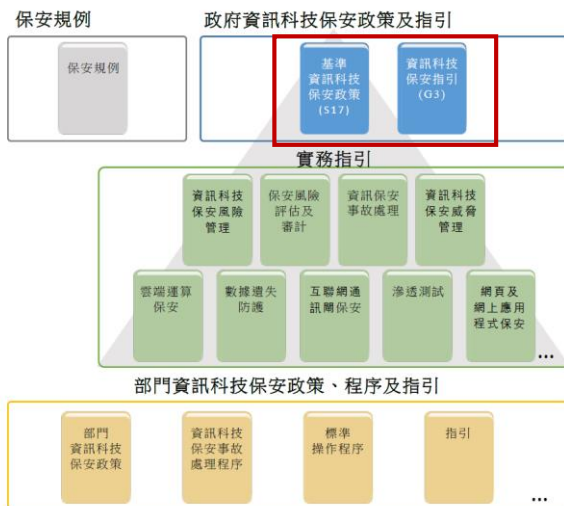 保安規例
政府資訊科技保安政策及指引
保安規例
基準
資訊科技
保安政策
(S17)
資訊科技
保安指引
(G3)
實務指引
資訊科技
保安風險
管理
保安風險
評估及
審計
資訊保安
事故處理
資訊科技
保安威脅
管理
雲端運算
保安
數據遺失
防護
互聯網通
訊閘保安
滲透測試
網頁及
網上應用
程式保安
...
部門資訊科技保安政策、程序及指引
部門
資訊科技
保安政策
資訊科技
保安事故
處理程序
標準
操作程序
指引
...